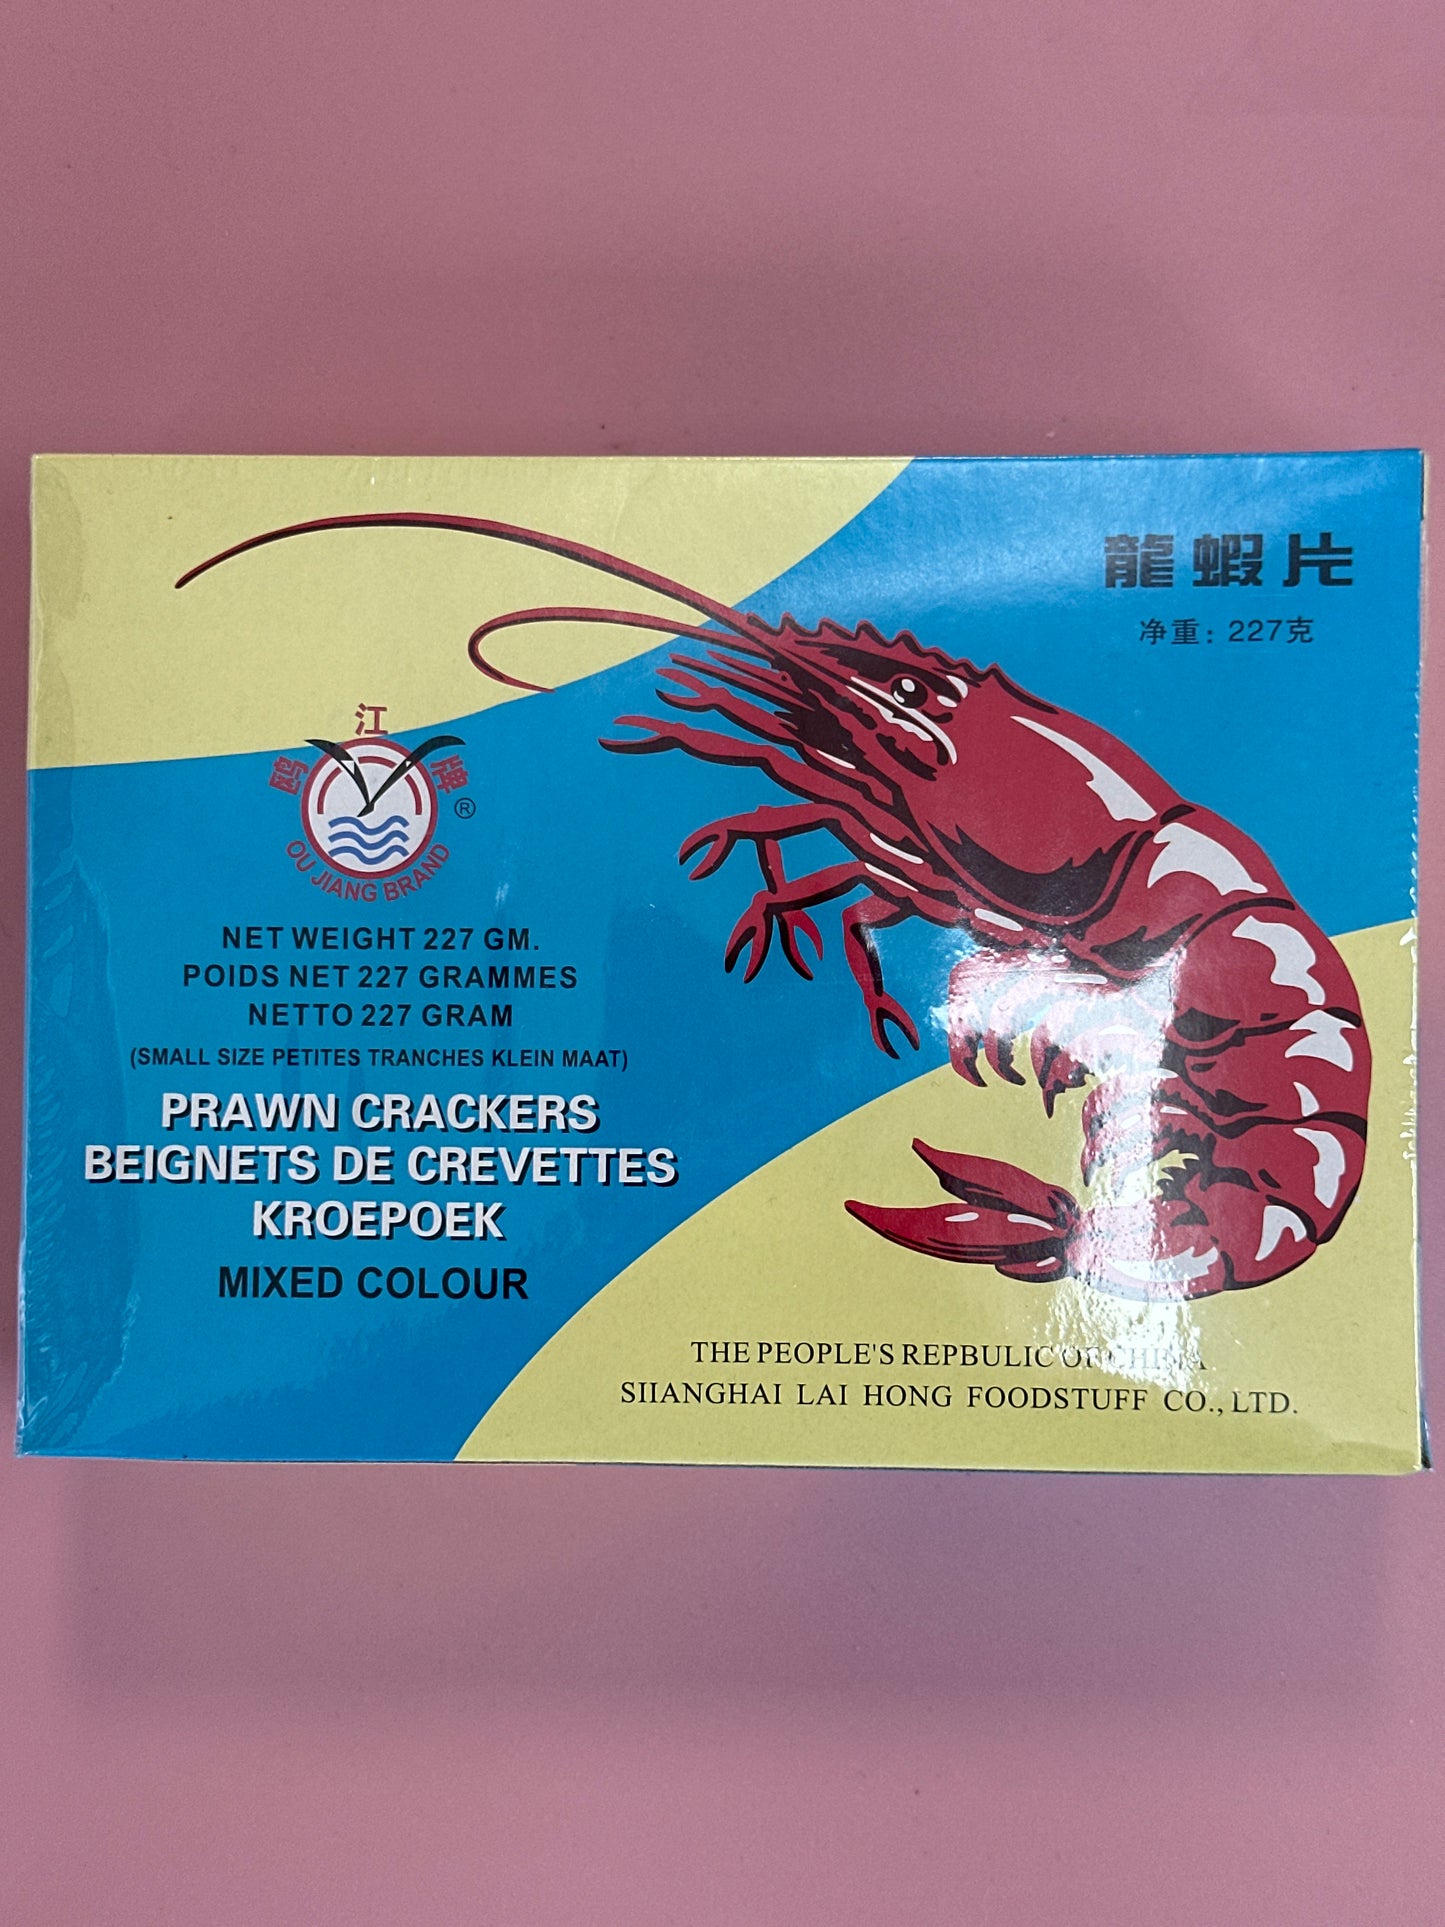 龍蝦片
净重：227克
鸥江牌
®
OU JIANG BRAND
NET WEIGHT 227 GM.
POIDS NET 227 GRAMMES
NETTO 227 GRAM
(SMALL SIZE PETITES TRANCHES KLEIN MAAT)
PRAWN CRACKERS
BEIGNETS DE CREVETTES
KROEPOEK
MIXED COLOUR
THE PEOPLE'S REPBULIC OF CHINA
SIIANGHAI LAI HONG FOODSTUFF CO., LTD.